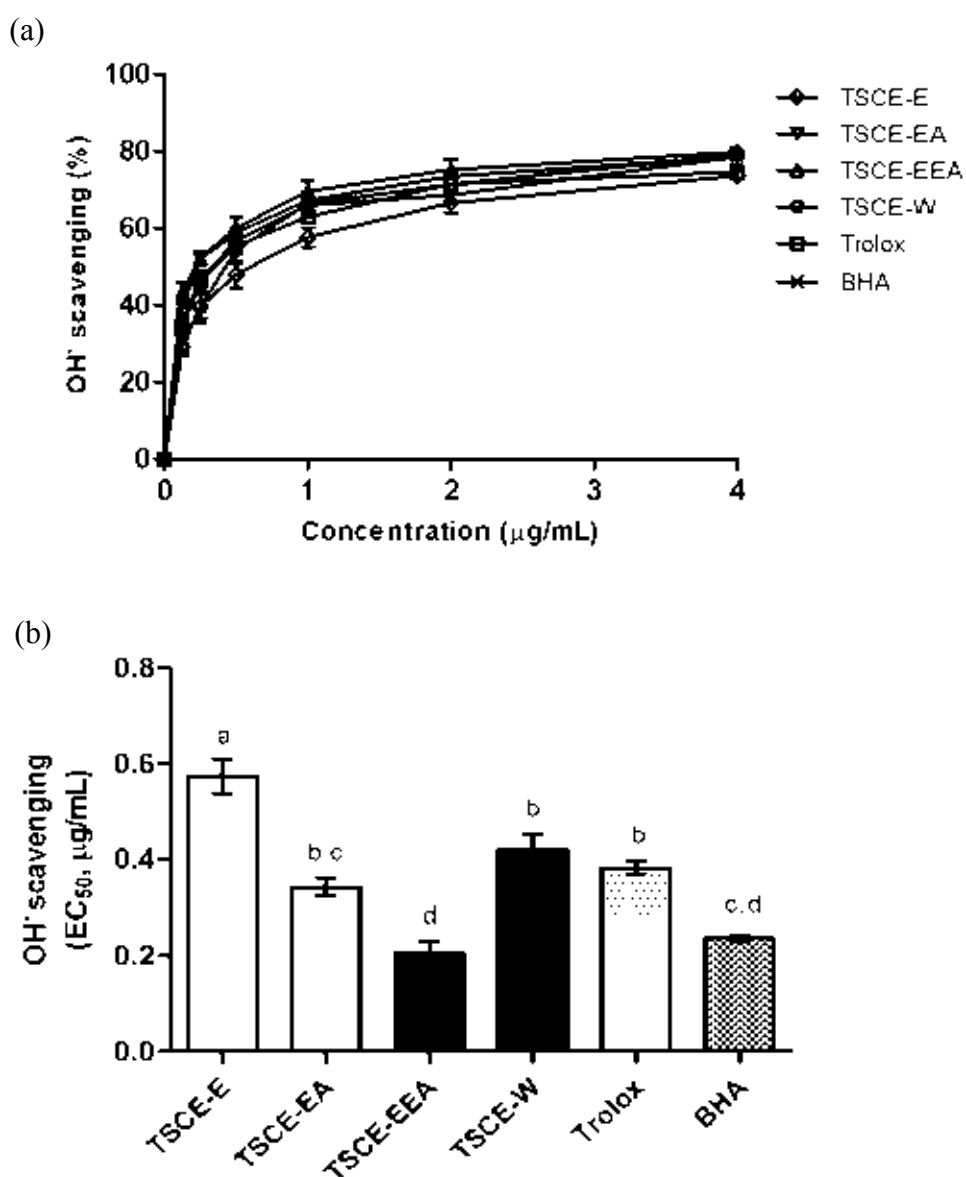 (a)
100
80
60
40
20
0
OH· scavenging (%)
0 1 2 3 4
Concentration (µg/mL)
TSCE-E
TSCE-EA
TSCE-EEA
TSCE-W
Trolox
BHA
(b)
0.8
0.6
0.4
0.2
0.0
OH· scavenging
(EC50, µg/mL)
a
b c
d
b
b
c,d
TSCE-E
TSCE-EA
TSCE-EEA
TSCE-W
Trolox
BHA